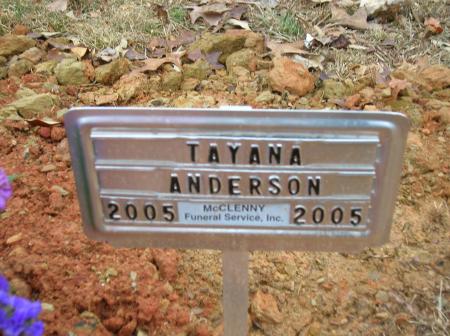 TAYANA
ANDERSON
2005 McCLENNY Funeral Service, Inc. 2005